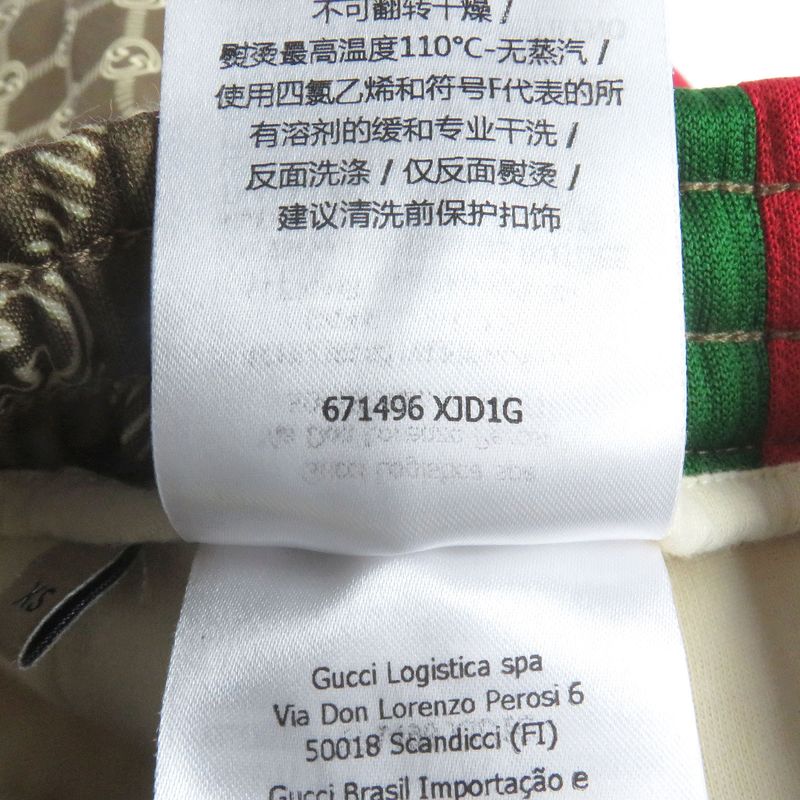 不可翻转干燥 /
熨烫最高温度110°C-无蒸汽 /
使用四氯乙烯和符号F代表的所
有溶剂的缓和专业干洗 /
反面洗涤 / 仅反面熨烫 /
建议清洗前保护扣饰
671496 XJD1G
XS
Gucci Logistica spa
Via Don Lorenzo Perosi 6
50018 Scandicci (FI)
Gucci Brasil Importação e